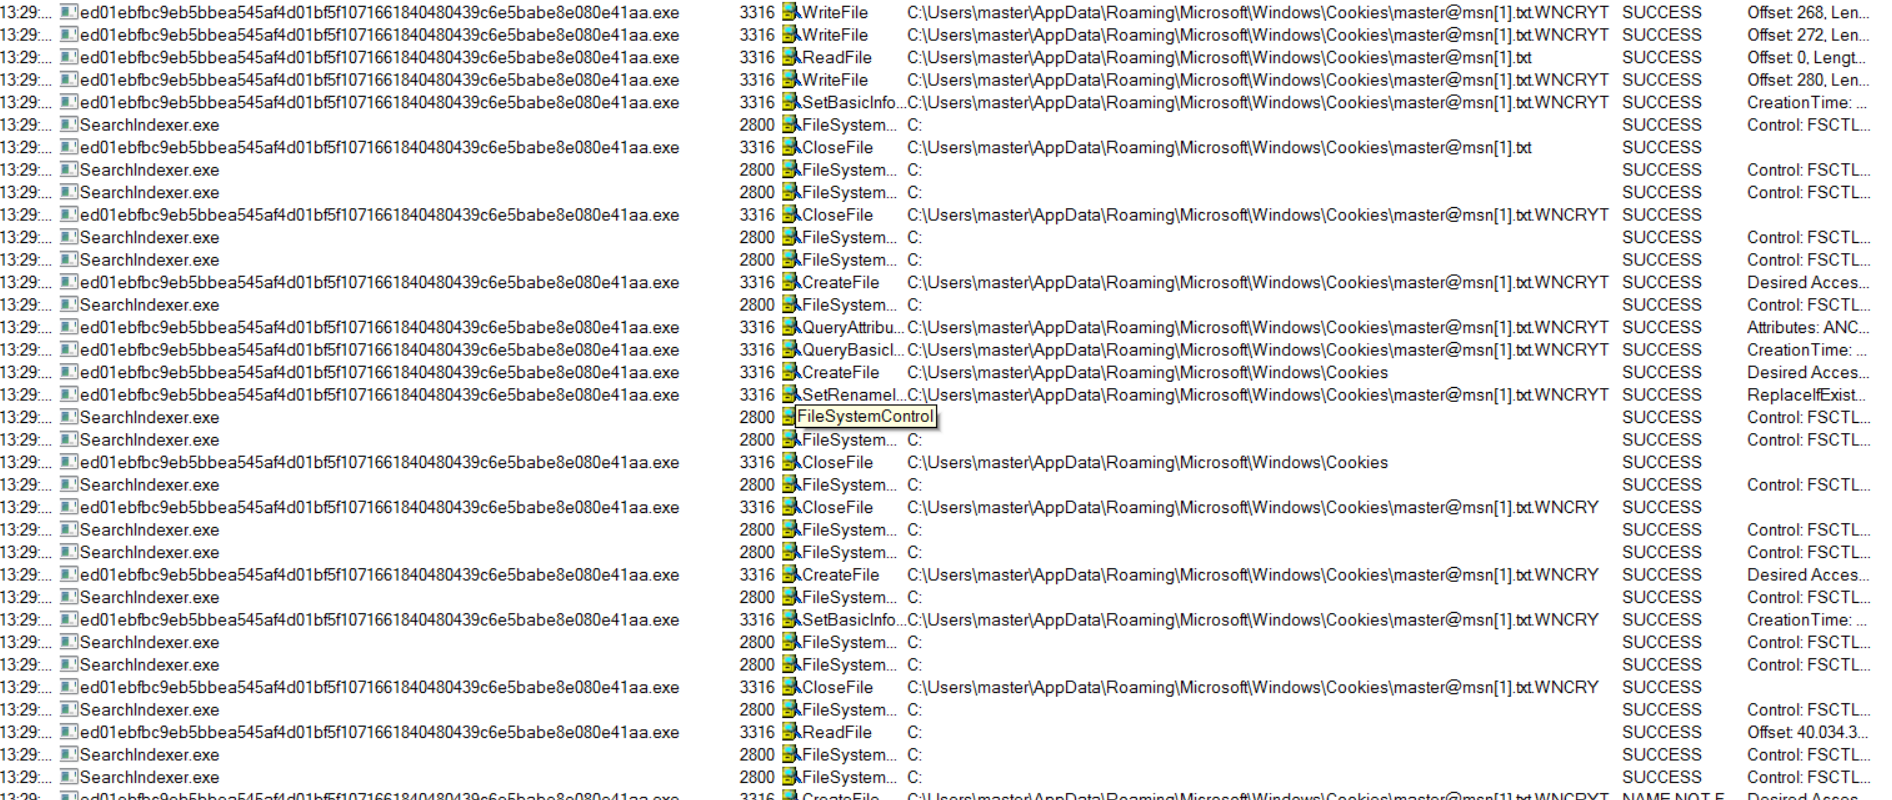 13:29:... ed01ebfbc9eb5bbea545af4d01bf5f1071661840480439c6e5babe8e080e41aa.exe 3316 WriteFile C:\Users\master\AppData\Roaming\Microsoft\Windows\Cookies\master@msn[1].txt.WNCRYT SUCCESS Offset: 268, Len...
13:29:... ed01ebfbc9eb5bbea545af4d01bf5f1071661840480439c6e5babe8e080e41aa.exe 3316 WriteFile C:\Users\master\AppData\Roaming\Microsoft\Windows\Cookies\master@msn[1].txt.WNCRYT SUCCESS Offset: 272, Len...
13:29:... ed01ebfbc9eb5bbea545af4d01bf5f1071661840480439c6e5babe8e080e41aa.exe 3316 ReadFile C:\Users\master\AppData\Roaming\Microsoft\Windows\Cookies\master@msn[1].txt SUCCESS Offset: 0, Lengt...
13:29:... ed01ebfbc9eb5bbea545af4d01bf5f1071661840480439c6e5babe8e080e41aa.exe 3316 WriteFile C:\Users\master\AppData\Roaming\Microsoft\Windows\Cookies\master@msn[1].txt.WNCRYT SUCCESS Offset: 280, Len...
13:29:... ed01ebfbc9eb5bbea545af4d01bf5f1071661840480439c6e5babe8e080e41aa.exe 3316 SetBasicInfo... C:\Users\master\AppData\Roaming\Microsoft\Windows\Cookies\master@msn[1].txt.WNCRYT SUCCESS CreationTime: ...
13:29:... SearchIndexer.exe 2800 FileSystem... C: SUCCESS Control: FSCTL...
13:29:... ed01ebfbc9eb5bbea545af4d01bf5f1071661840480439c6e5babe8e080e41aa.exe 3316 CloseFile C:\Users\master\AppData\Roaming\Microsoft\Windows\Cookies\master@msn[1].txt SUCCESS
13:29:... SearchIndexer.exe 2800 FileSystem... C: SUCCESS Control: FSCTL...
13:29:... SearchIndexer.exe 2800 FileSystem... C: SUCCESS Control: FSCTL...
13:29:... ed01ebfbc9eb5bbea545af4d01bf5f1071661840480439c6e5babe8e080e41aa.exe 3316 CloseFile C:\Users\master\AppData\Roaming\Microsoft\Windows\Cookies\master@msn[1].txt.WNCRYT SUCCESS
13:29:... SearchIndexer.exe 2800 FileSystem... C: SUCCESS Control: FSCTL...
13:29:... SearchIndexer.exe 2800 FileSystem... C: SUCCESS Control: FSCTL...
13:29:... ed01ebfbc9eb5bbea545af4d01bf5f1071661840480439c6e5babe8e080e41aa.exe 3316 CreateFile C:\Users\master\AppData\Roaming\Microsoft\Windows\Cookies\master@msn[1].txt.WNCRYT SUCCESS Desired Acces...
13:29:... SearchIndexer.exe 2800 FileSystem... C: SUCCESS Control: FSCTL...
13:29:... ed01ebfbc9eb5bbea545af4d01bf5f1071661840480439c6e5babe8e080e41aa.exe 3316 QueryAttribu... C:\Users\master\AppData\Roaming\Microsoft\Windows\Cookies\master@msn[1].txt.WNCRYT SUCCESS Attributes: ANC...
13:29:... ed01ebfbc9eb5bbea545af4d01bf5f1071661840480439c6e5babe8e080e41aa.exe 3316 QueryBasicI... C:\Users\master\AppData\Roaming\Microsoft\Windows\Cookies\master@msn[1].txt.WNCRYT SUCCESS CreationTime: ...
13:29:... ed01ebfbc9eb5bbea545af4d01bf5f1071661840480439c6e5babe8e080e41aa.exe 3316 CreateFile C:\Users\master\AppData\Roaming\Microsoft\Windows\Cookies SUCCESS Desired Acces...
13:29:... ed01ebfbc9eb5bbea545af4d01bf5f1071661840480439c6e5babe8e080e41aa.exe 3316 SetRenameI... C:\Users\master\AppData\Roaming\Microsoft\Windows\Cookies\master@msn[1].txt.WNCRYT SUCCESS ReplaceIfExist...
13:29:... SearchIndexer.exe 2800 FileSystemControl SUCCESS Control: FSCTL...
13:29:... SearchIndexer.exe 2800 FileSystem... C: SUCCESS Control: FSCTL...
13:29:... ed01ebfbc9eb5bbea545af4d01bf5f1071661840480439c6e5babe8e080e41aa.exe 3316 CloseFile C:\Users\master\AppData\Roaming\Microsoft\Windows\Cookies SUCCESS
13:29:... SearchIndexer.exe 2800 FileSystem... C: SUCCESS Control: FSCTL...
13:29:... ed01ebfbc9eb5bbea545af4d01bf5f1071661840480439c6e5babe8e080e41aa.exe 3316 CloseFile C:\Users\master\AppData\Roaming\Microsoft\Windows\Cookies\master@msn[1].txt.WNCRY SUCCESS
13:29:... SearchIndexer.exe 2800 FileSystem... C: SUCCESS Control: FSCTL...
13:29:... SearchIndexer.exe 2800 FileSystem... C: SUCCESS Control: FSCTL...
13:29:... ed01ebfbc9eb5bbea545af4d01bf5f1071661840480439c6e5babe8e080e41aa.exe 3316 CreateFile C:\Users\master\AppData\Roaming\Microsoft\Windows\Cookies\master@msn[1].txt.WNCRY SUCCESS Desired Acces...
13:29:... SearchIndexer.exe 2800 FileSystem... C: SUCCESS Control: FSCTL...
13:29:... ed01ebfbc9eb5bbea545af4d01bf5f1071661840480439c6e5babe8e080e41aa.exe 3316 SetBasicInfo... C:\Users\master\AppData\Roaming\Microsoft\Windows\Cookies\master@msn[1].txt.WNCRY SUCCESS CreationTime: ...
13:29:... SearchIndexer.exe 2800 FileSystem... C: SUCCESS Control: FSCTL...
13:29:... SearchIndexer.exe 2800 FileSystem... C: SUCCESS Control: FSCTL...
13:29:... ed01ebfbc9eb5bbea545af4d01bf5f1071661840480439c6e5babe8e080e41aa.exe 3316 CloseFile C:\Users\master\AppData\Roaming\Microsoft\Windows\Cookies\master@msn[1].txt.WNCRY SUCCESS
13:29:... SearchIndexer.exe 2800 FileSystem... C: SUCCESS Control: FSCTL...
13:29:... ed01ebfbc9eb5bbea545af4d01bf5f1071661840480439c6e5babe8e080e41aa.exe 3316 ReadFile C: SUCCESS Offset: 40.034.3...
13:29:... SearchIndexer.exe 2800 FileSystem... C: SUCCESS Control: FSCTL...
13:29:... SearchIndexer.exe 2800 FileSystem... C: SUCCESS Control: FSCTL...